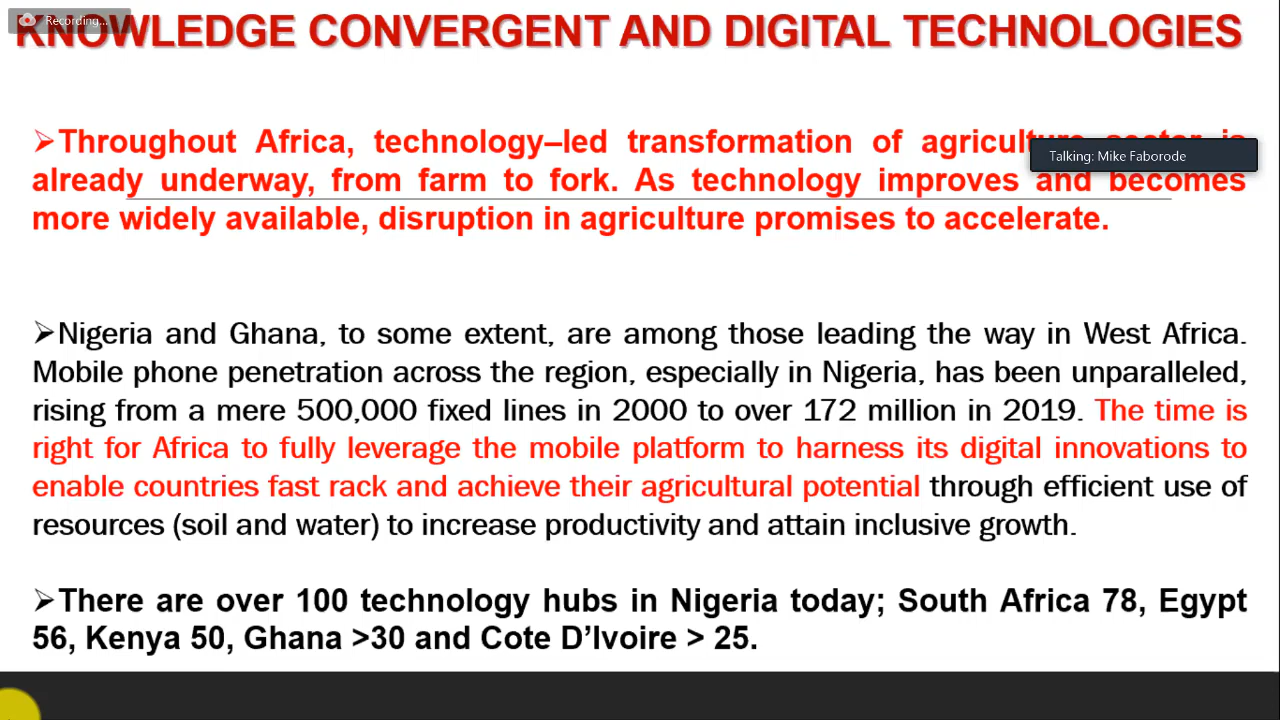 Recording...
KNOWLEDGE CONVERGENT AND DIGITAL TECHNOLOGIES
➢Throughout Africa, technology–led transformation of agriculture sector is
Talking: Mike Faborode
already underway, from farm to fork. As technology improves and becomes
more widely available, disruption in agriculture promises to accelerate.
➢Nigeria and Ghana, to some extent, are among those leading the way in West Africa.
Mobile phone penetration across the region, especially in Nigeria, has been unparalleled,
rising from a mere 500,000 fixed lines in 2000 to over 172 million in 2019. The time is
right for Africa to fully leverage the mobile platform to harness its digital innovations to
enable countries fast rack and achieve their agricultural potential through efficient use of
resources (soil and water) to increase productivity and attain inclusive growth.
➢There are over 100 technology hubs in Nigeria today; South Africa 78, Egypt
56, Kenya 50, Ghana >30 and Cote D’Ivoire > 25.